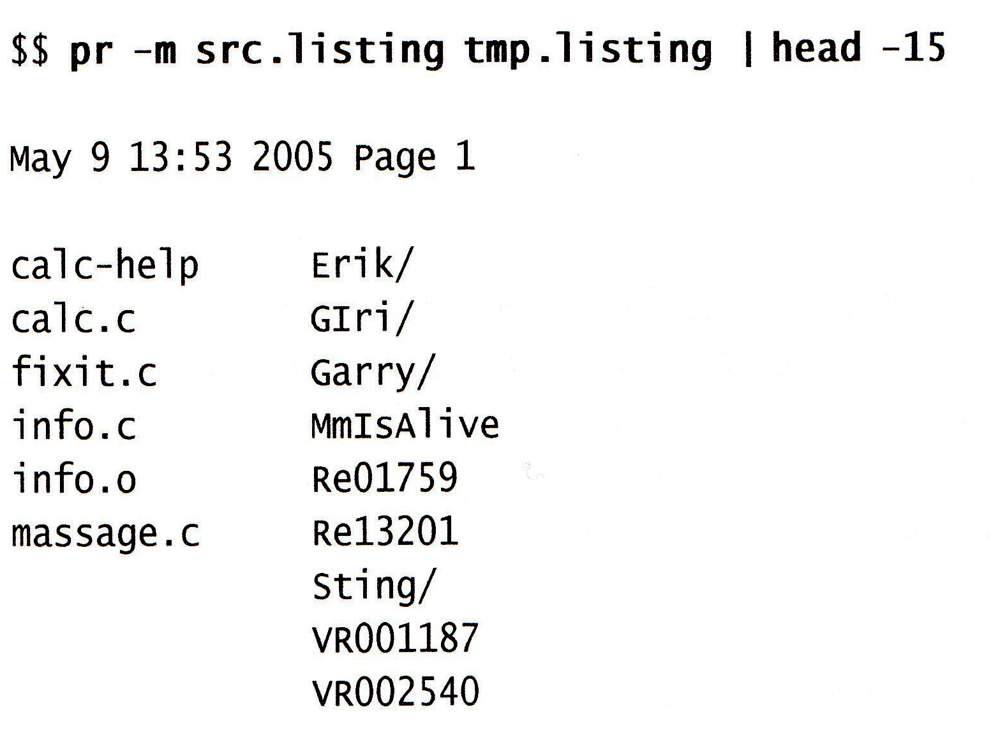 $$ pr -m src.listing tmp.listing | head -15
May 9 13:53 2005 Page 1
calc-help Erik/
calc.c GIri/
fixit.c Garry/
info.c MmIsAlive
info.o Re01759
massage.c Re13201
Sting/
VR001187
VR002540